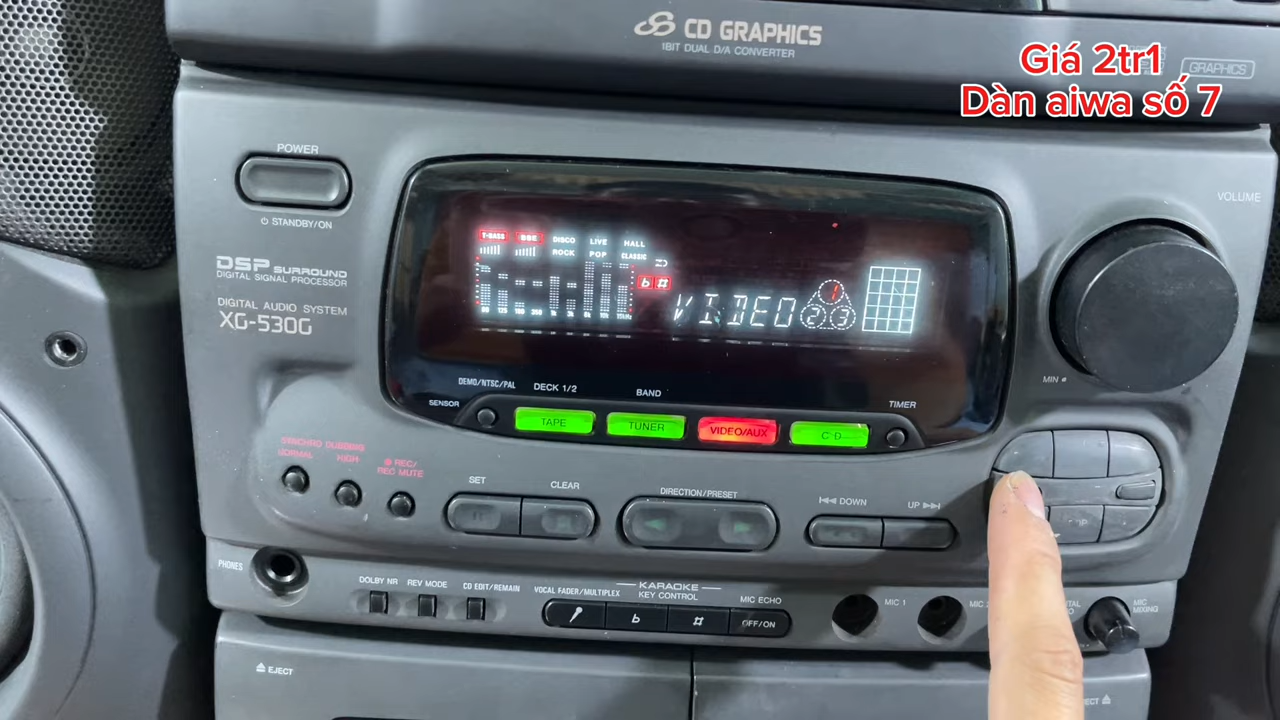 CD GRAPHICS
1BIT DUAL D/A CONVERTER
GRAPHICS
Giá 2tr1
Dàn aiwa số 7
POWER
STANDBY/ON
VOLUME
DSP SURROUND
DIGITAL SIGNAL PROCESSOR
DIGITAL AUDIO SYSTEM
XG-530G
T-BASS BBE DISCO LIVE HALL
ROCK POP CLASSIC
♭ ♯
VIDEO 1 2 3
MIN
DEMO/NTSC/PAL DECK 1/2 BAND
SENSOR TIMER
TAPE TUNER VIDEO/AUX CD
SYNCHRO DUBBING
NORMAL HIGH REC/
REC MUTE
SET CLEAR DIRECTION/PRESET DOWN UP
PHONES
DOLBY NR REV MODE CD EDIT/REMAIN VOCAL FADER/MULTIPLEX
KARAOKE
KEY CONTROL MIC ECHO
♭ ♯ OFF/ON
MIC 1 MIC MIC
MIXING
EJECT